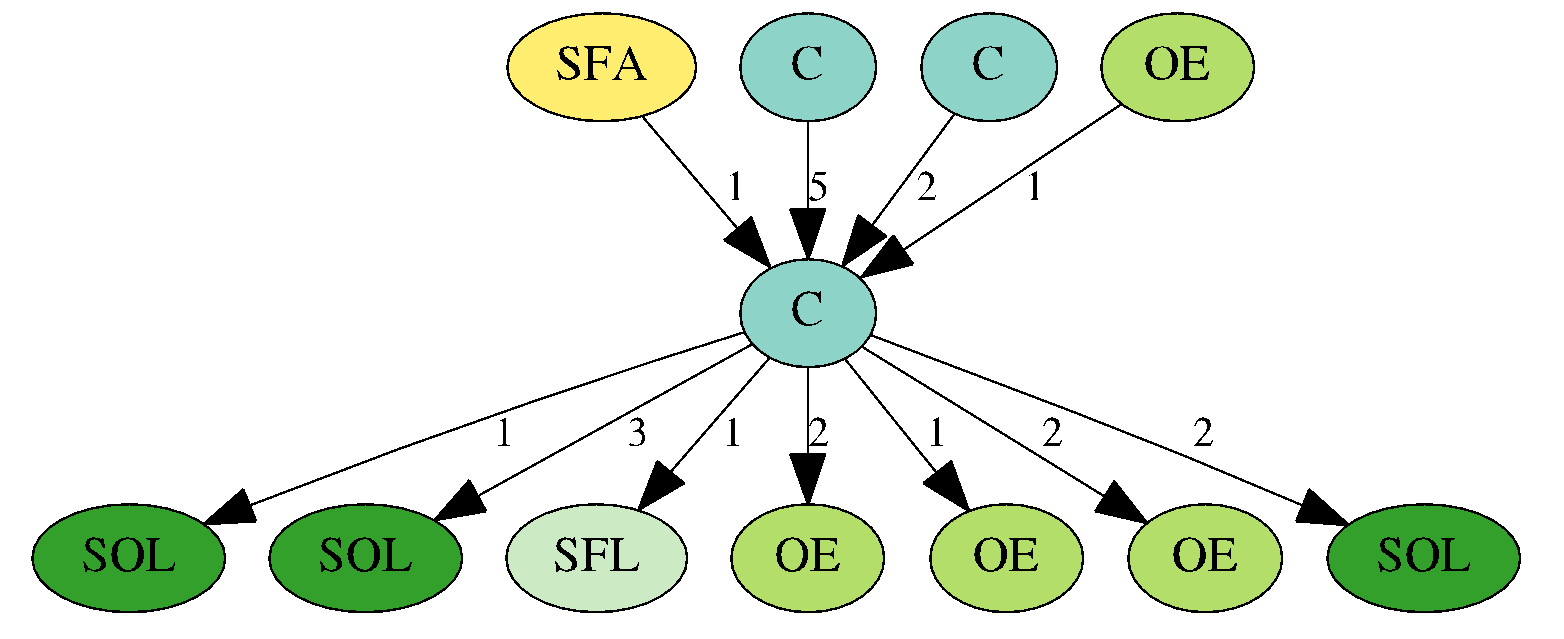 SFA C C OE
1 5 2 1
C
1 3 1 2 1 2 2
SOL SOL SFL OE OE OE SOL